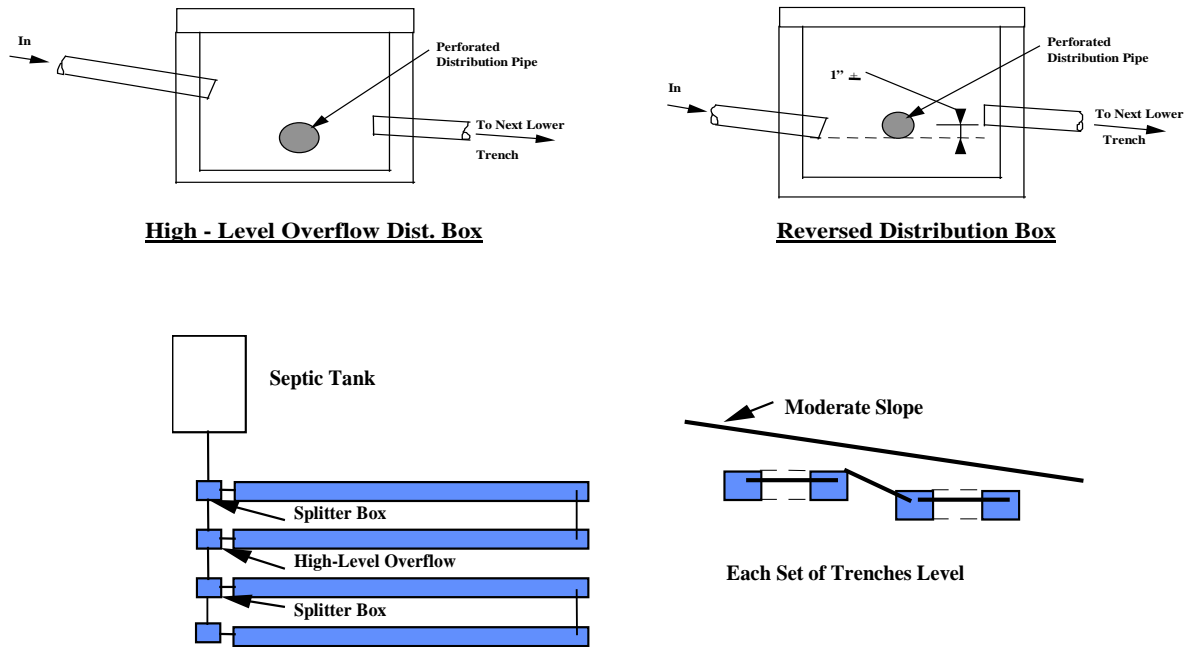 In
Perforated
Distribution Pipe
To Next Lower
Trench
High - Level Overflow Dist. Box
In
1” ±
Perforated
Distribution Pipe
To Next Lower
Trench
Reversed Distribution Box
Septic Tank
Splitter Box
High-Level Overflow
Splitter Box
Moderate Slope
Each Set of Trenches Level